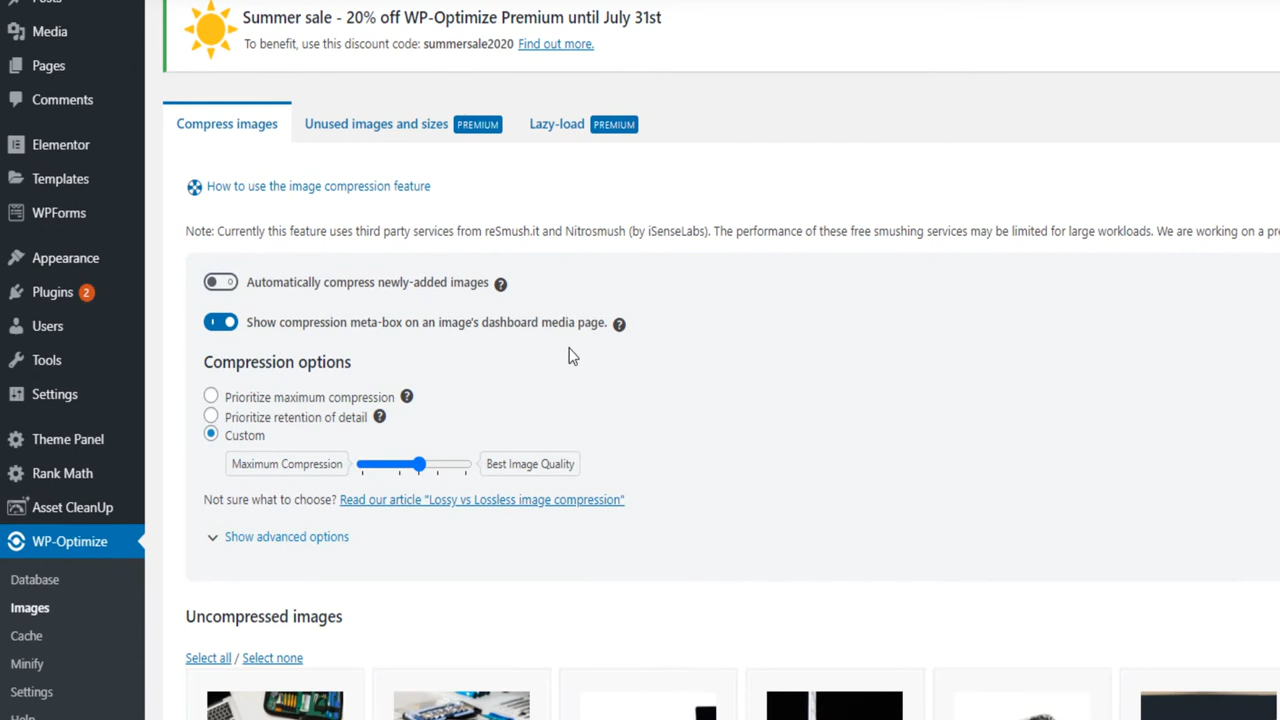 Posts
Media
Pages
Comments
Elementor
Templates
WPForms
Appearance
Plugins 2
Users
Tools
Settings
Theme Panel
Rank Math
Asset CleanUp
WP-Optimize
Database
Images
Cache
Minify
Settings
Help
Summer sale - 20% off WP-Optimize Premium until July 31st
To benefit, use this discount code: summersale2020 Find out more.
Compress images Unused images and sizes PREMIUM Lazy-load PREMIUM
How to use the image compression feature
Note: Currently this feature uses third party services from reSmush.it and Nitrosmush (by iSenseLabs). The performance of these free smushing services may be limited for large workloads. We are working on a pre
Automatically compress newly-added images ?
Show compression meta-box on an image's dashboard media page. ?
Compression options
Prioritize maximum compression ?
Prioritize retention of detail ?
Custom
Maximum Compression Best Image Quality
Not sure what to choose? Read our article "Lossy vs Lossless image compression"
Show advanced options
Uncompressed images
Select all / Select none